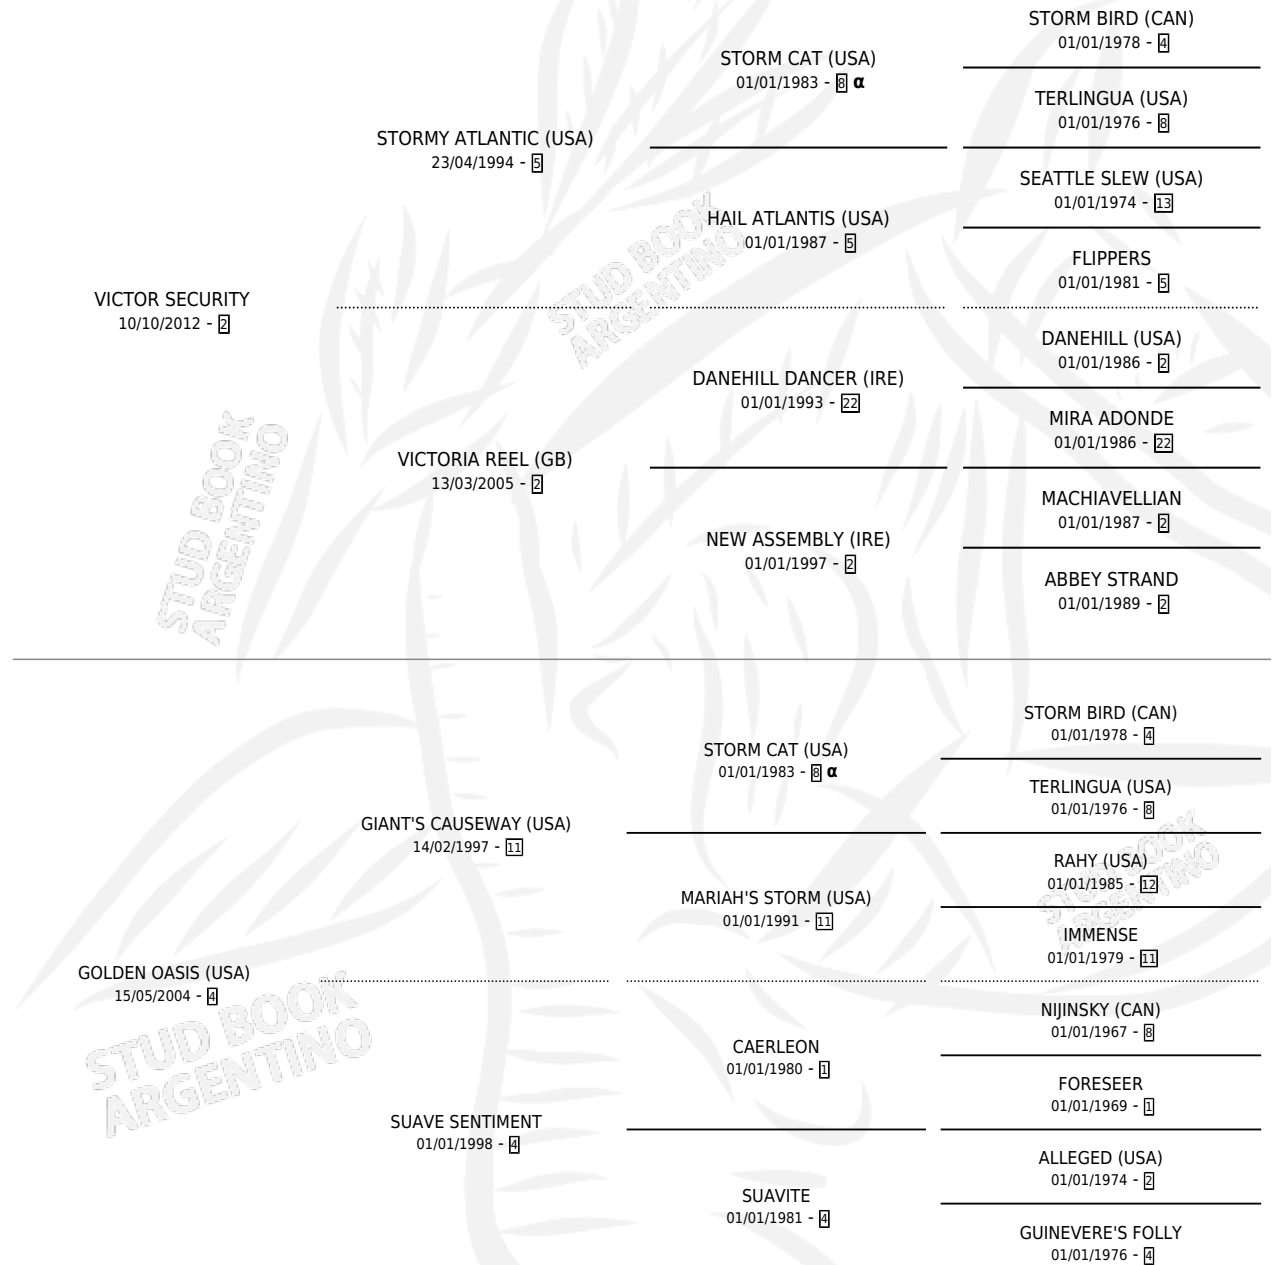 STORM BIRD (CAN)
01/01/1978 - 4
STORM CAT (USA)
01/01/1983 - 8 α
TERLINGUA (USA)
01/01/1976 - 8
STORMY ATLANTIC (USA)
23/04/1994 - 5
SEATTLE SLEW (USA)
01/01/1974 - 13
HAIL ATLANTIS (USA)
01/01/1987 - 5
FLIPPERS
01/01/1981 - 5
STUD BOOK
ARGENTINO
VICTOR SECURITY
10/10/2012 - 2
DANEHILL (USA)
01/01/1986 - 2
DANEHILL DANCER (IRE)
01/01/1993 - 22
MIRA ADONDE
01/01/1986 - 22
VICTORIA REEL (GB)
13/03/2005 - 2
MACHIAVELLIAN
01/01/1987 - 2
NEW ASSEMBLY (IRE)
01/01/1997 - 2
ABBEY STRAND
01/01/1989 - 2
STUD BOOK
ARGENTINO
STORM BIRD (CAN)
01/01/1978 - 4
STORM CAT (USA)
01/01/1983 - 8 α
TERLINGUA (USA)
01/01/1976 - 8
GIANT'S CAUSEWAY (USA)
14/02/1997 - 11
RAHY (USA)
01/01/1985 - 12
MARIAH'S STORM (USA)
01/01/1991 - 11
IMMENSE
01/01/1979 - 11
STUD BOOK
ARGENTINO
GOLDEN OASIS (USA)
15/05/2004 - 4
NIJINSKY (CAN)
01/01/1967 - 8
CAERLEON
01/01/1980 - 1
FORESEER
01/01/1969 - 1
SUAVE SENTIMENT
01/01/1998 - 4
ALLEGED (USA)
01/01/1974 - 2
SUAVITE
01/01/1981 - 4
GUINEVERE'S FOLLY
01/01/1976 - 4
STUD BOOK
ARGENTINO